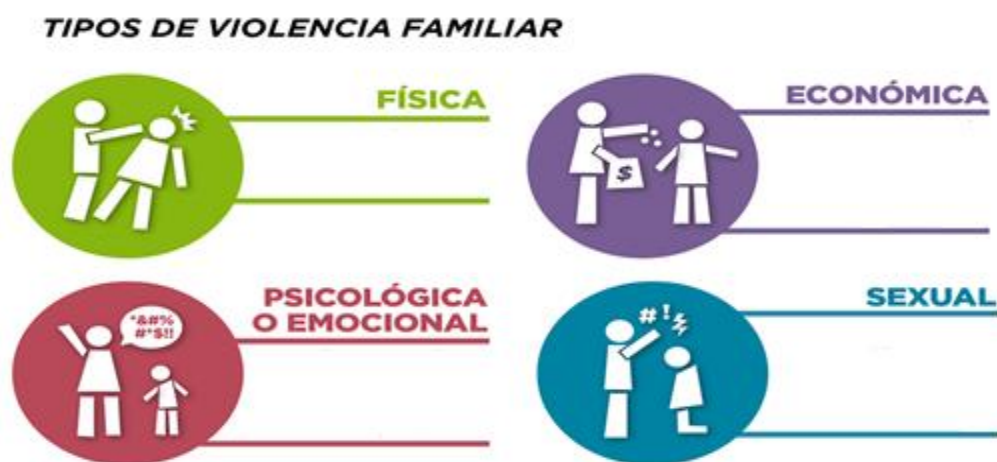 TIPOS DE VIOLENCIA FAMILIAR
FÍSICA
ECONÓMICA
$
PSICOLÓGICA
O EMOCIONAL
*&#%
#*$!!
SEXUAL
#!